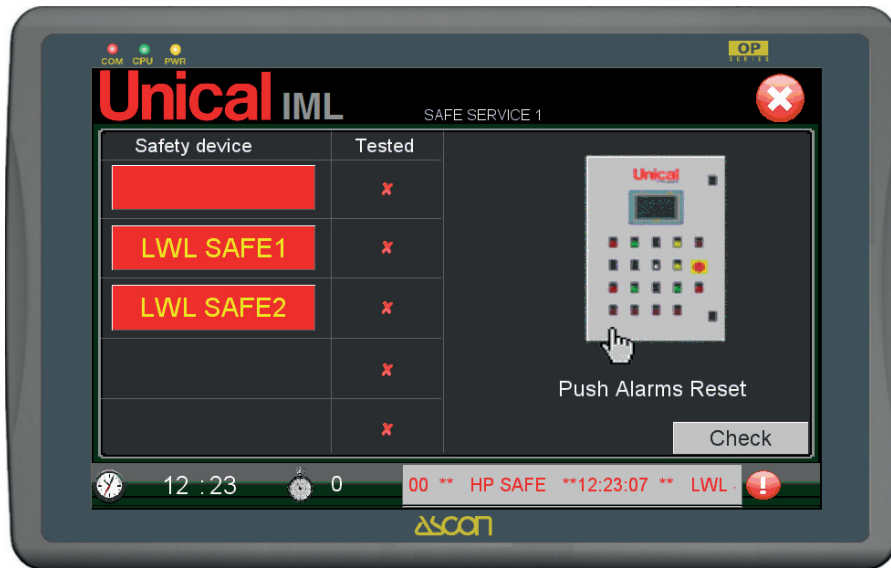 COM CPU PWR
OP
SERIES
Unical IML
SAFE SERVICE 1
Safety device Tested
Unical
LWL SAFE1
LWL SAFE2
Push Alarms Reset
Check
12 : 23 0 00 ** HP SAFE **12:23:07 ** LWL
ascon